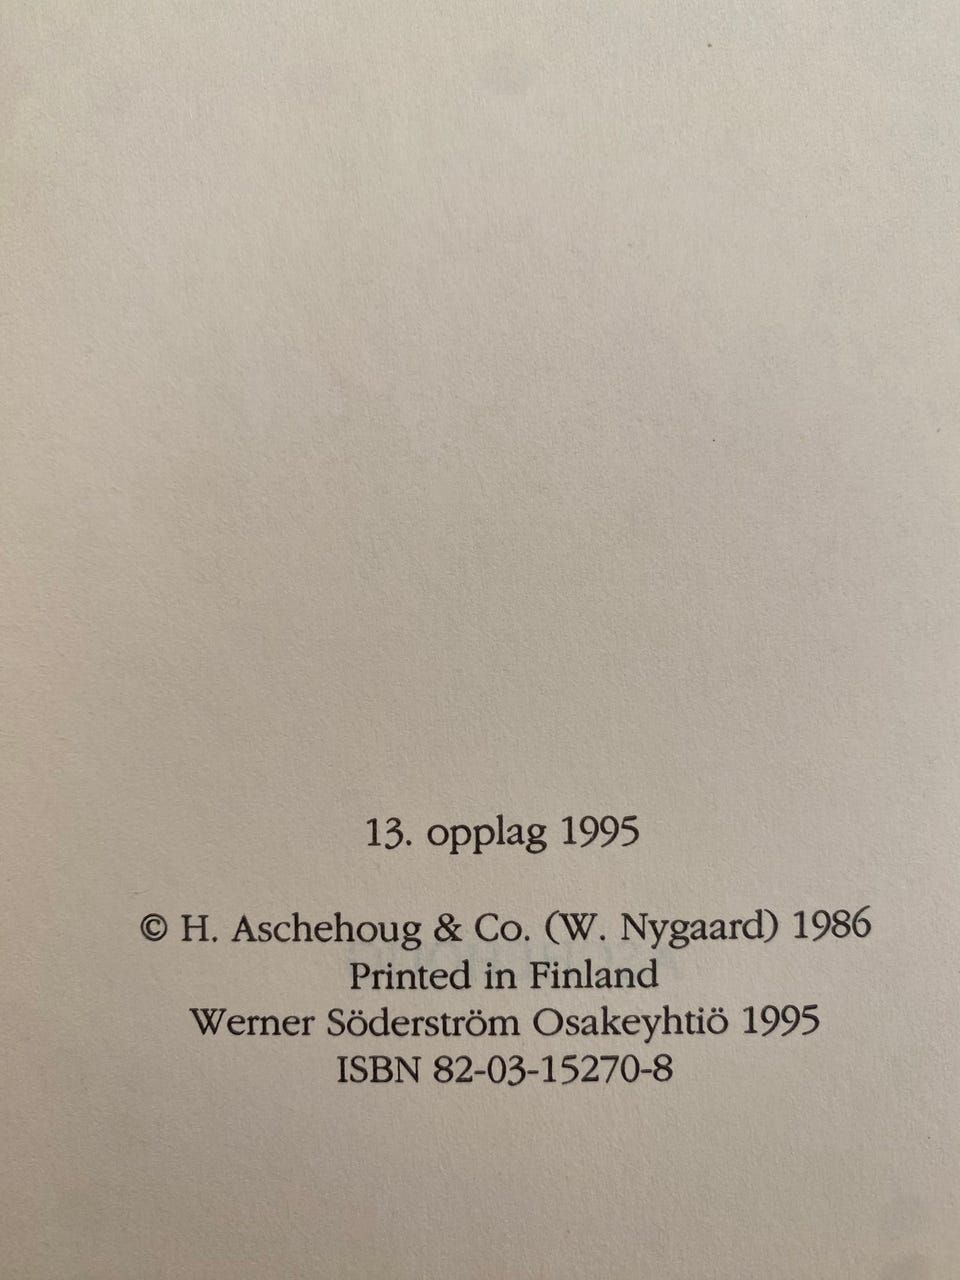 13. opplag 1995
© H. Aschehoug & Co. (W. Nygaard) 1986
Printed in Finland
Werner Söderström Osakeyhtiö 1995
ISBN 82-03-15270-8